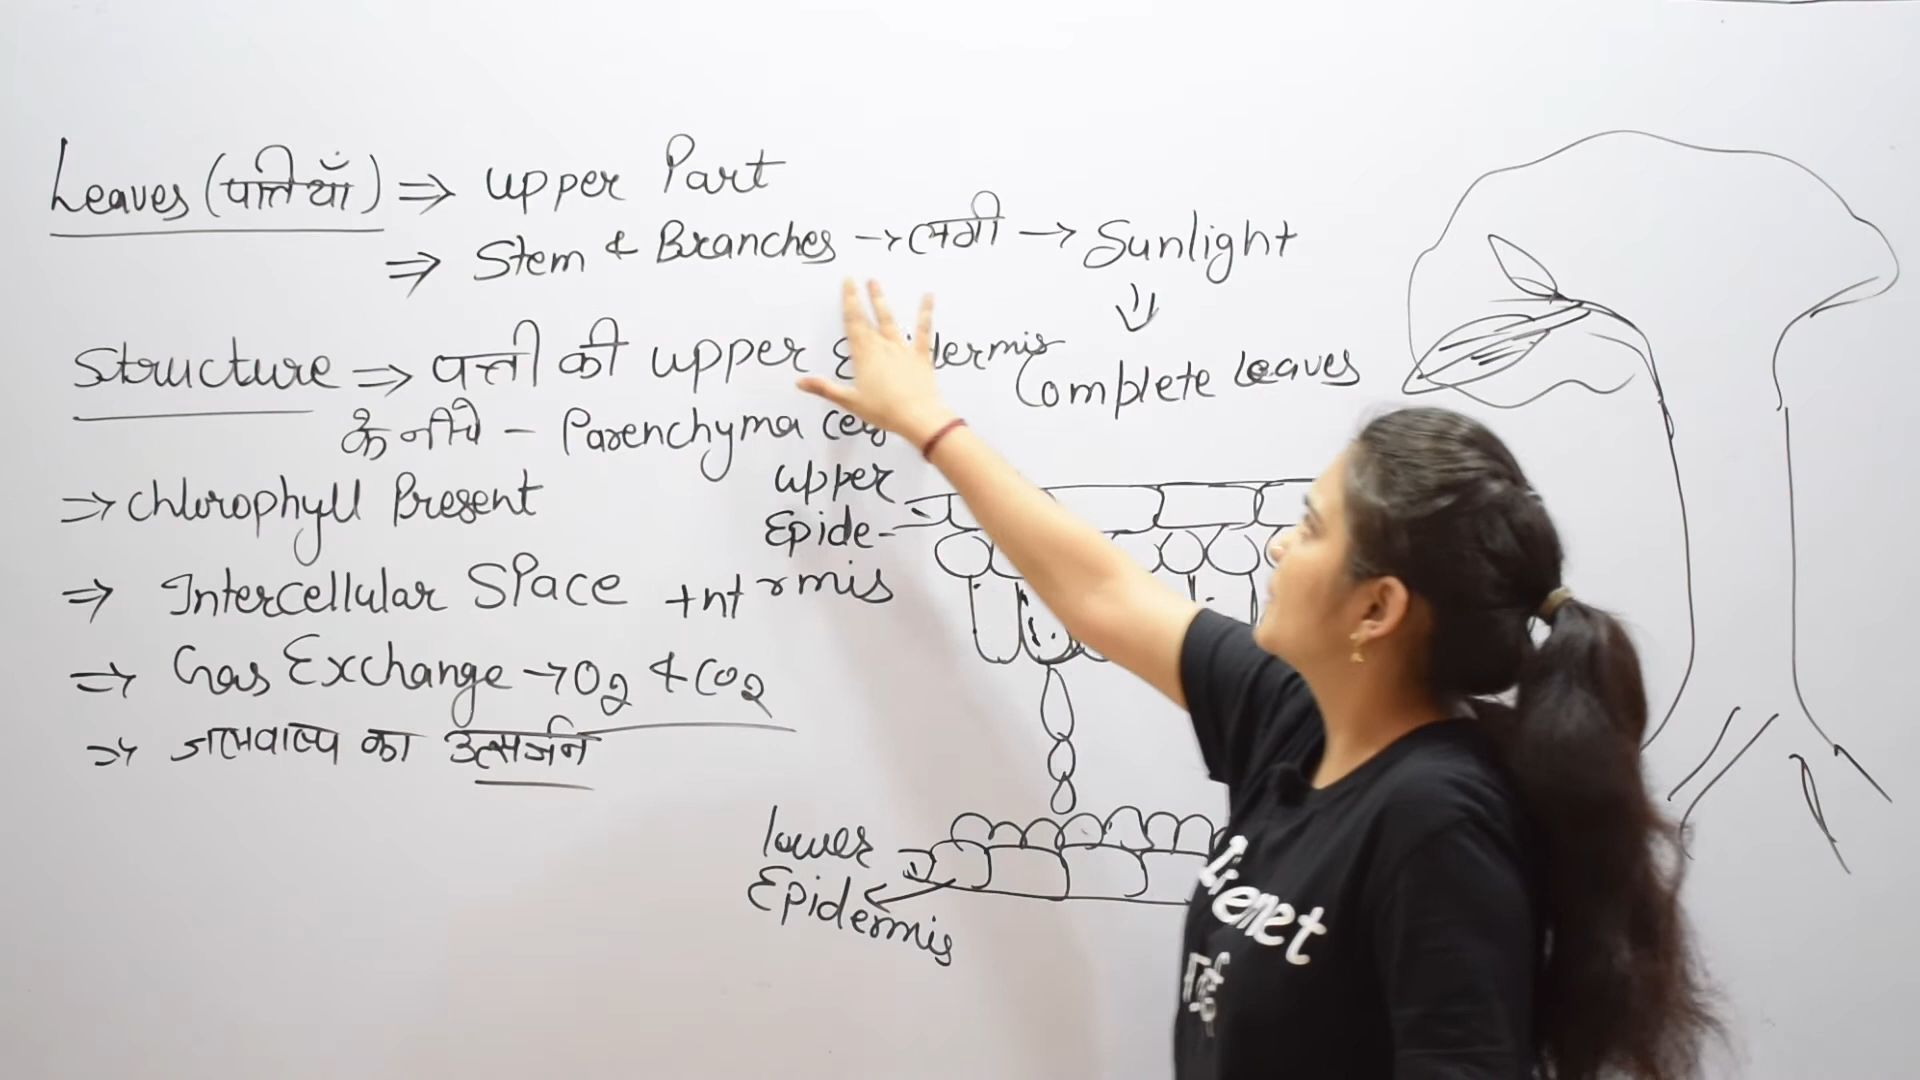 Leaves (पत्तियाँ) ⇒ upper Part
⇒ Stem & Branches → लगी → Sunlight
⇓
Complete Leaves
Structure ⇒ पत्ती की upper Epidermis
के नीचे - Parenchyma
⇒ Chlorophyll Present
⇒ Intercellular Space +nt
⇒ Gas Exchange → O2 & CO2
⇒ जलवाष्प का उत्सर्जन
upper
Epide-
rmis
lower
Epidermis